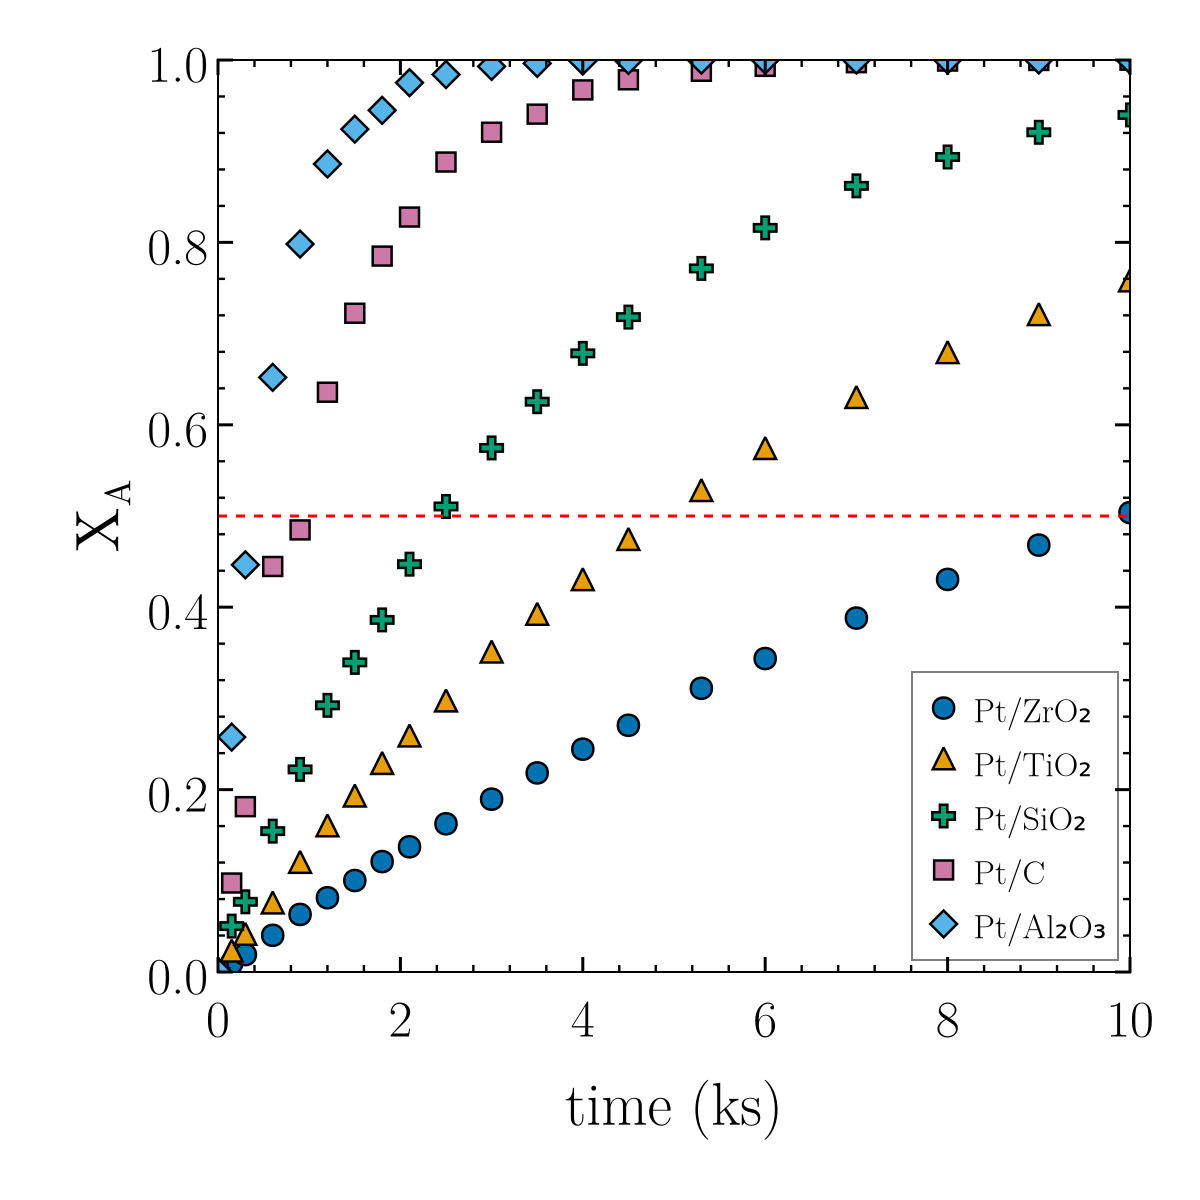 1.0
0.8
0.6
0.4
0.2
0.0
X_A
0 2 4 6 8 10
time (ks)
Pt/ZrO₂
Pt/TiO₂
Pt/SiO₂
Pt/C
Pt/Al₂O₃